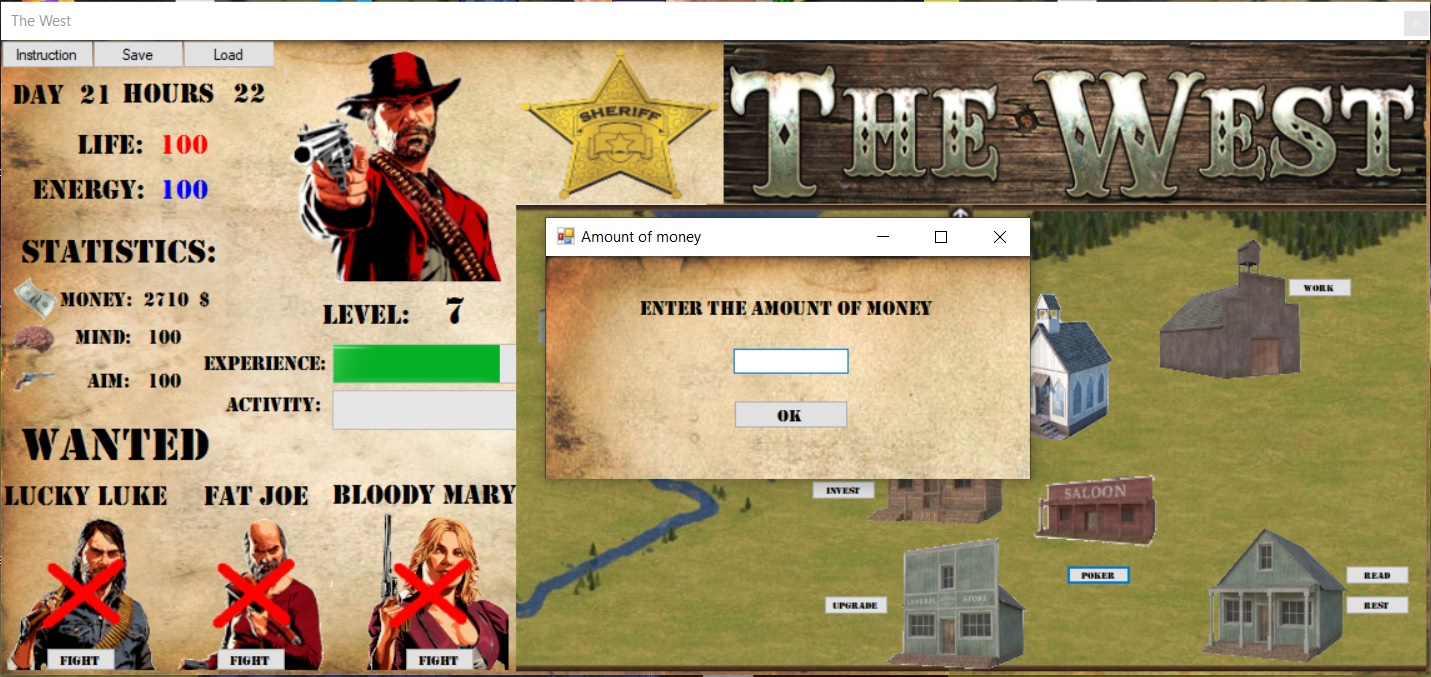 The West
Instruction Save Load
DAY 21 HOURS 22
LIFE: 100
ENERGY: 100
STATISTICS:
MONEY: 2710 $
MIND: 100
AIM: 100
LEVEL: 7
EXPERIENCE:
ACTIVITY:
WANTED
LUCKY LUKE FAT JOE BLOODY MARY
FIGHT FIGHT FIGHT
SHERIFF
THE WEST
Amount of money
ENTER THE AMOUNT OF MONEY
OK
WORK
INVEST
SALOON
POKER
READ
GENERAL STORE
UPGRADE
REST